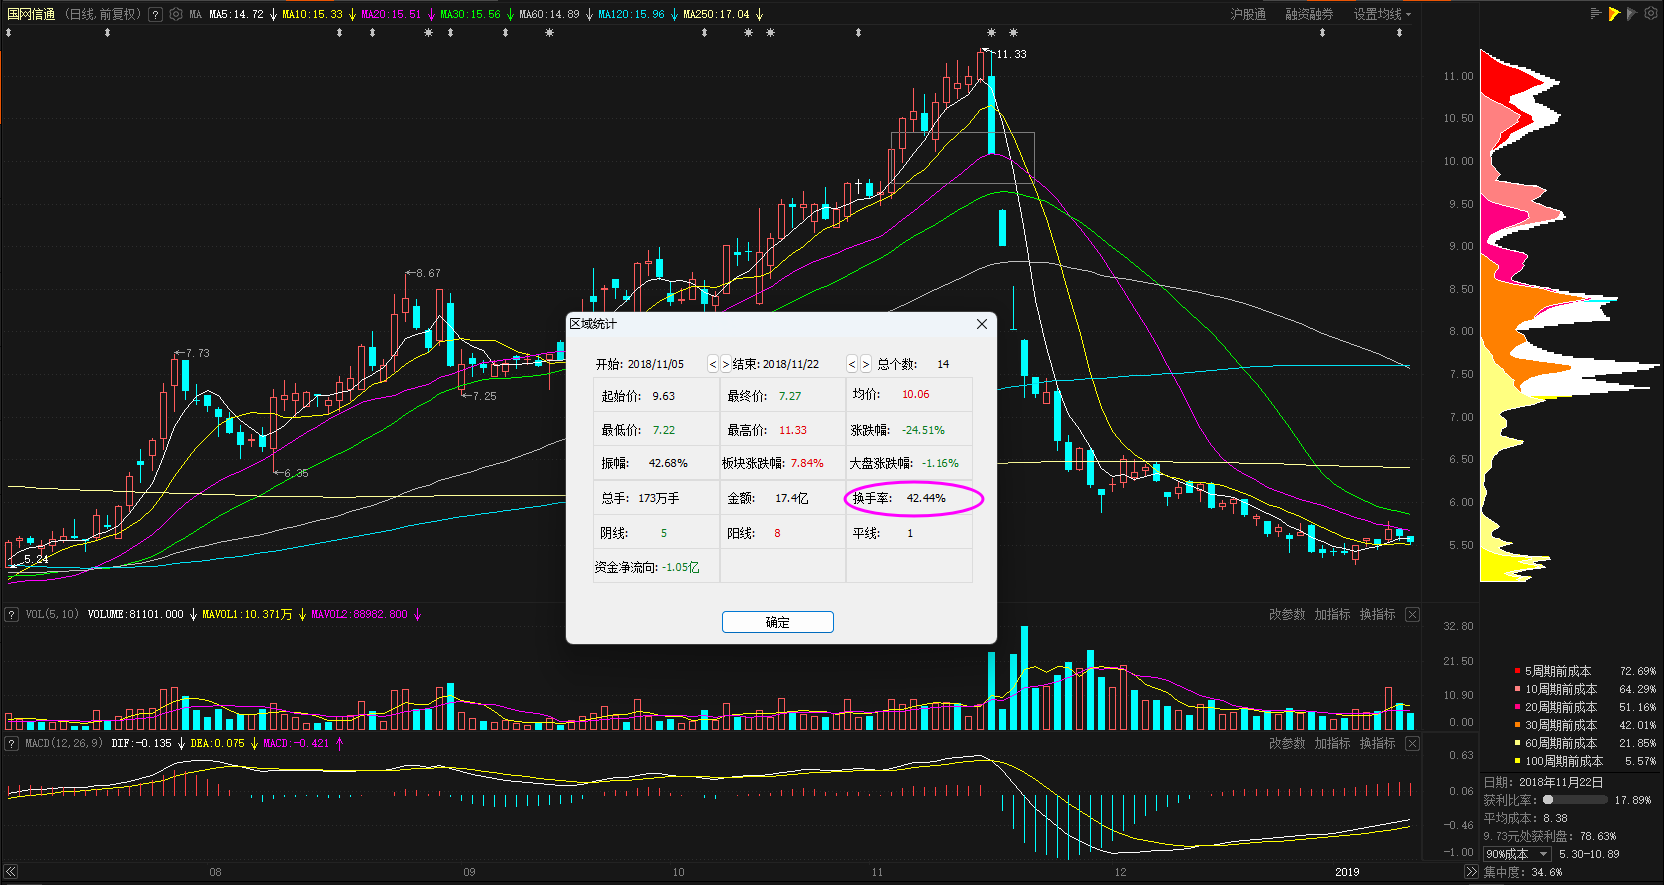 国网信通 (日线, 前复权) ? MA MA5:14.72 ↓ MA10:15.33 ↓ MA20:15.51 ↓ MA30:15.56 ↓ MA60:14.89 ↓ MA120:15.96 ↓ MA250:17.04 ↓ 沪股通 融资融券 设置均线
11.33
11.00
10.50
10.00
9.50
9.00
8.67
8.50
8.00
7.73
7.50
7.25
7.00
6.50
6.35
6.00
5.50
5.24
区域统计
开始: 2018/11/05 < > 结束: 2018/11/22 < > 总个数: 14
起始价: 9.63 最终价: 7.27 均价: 10.06
最低价: 7.22 最高价: 11.33 涨跌幅: -24.51%
振幅: 42.68% 板块涨跌幅: 7.84% 大盘涨跌幅: -1.16%
总手: 173万手 金额: 17.4亿 换手率: 42.44%
阴线: 5 阳线: 8 平线: 1
资金净流向: -1.05亿
确定
? VOL(5,10) VOLUME:81101.000 ↓ MAVOL1:10.371万 ↓ MAVOL2:88982.800 ↓ 改参数 加指标 换指标
32.80
21.50
10.90
0.00
? MACD(12,26,9) DIF:-0.135 ↓ DEA:0.075 ↓ MACD:-0.421 ↑ 改参数 加指标 换指标
0.63
0.06
-0.46
-1.00
08 09 10 11 12 2019
5周期前成本 72.69%
10周期前成本 64.29%
20周期前成本 51.16%
30周期前成本 42.01%
60周期前成本 21.85%
100周期前成本 5.57%
日期: 2018年11月22日
获利比率: 17.89%
平均成本: 8.38
9.73元处获利盘: 78.63%
90%成本 5.30-10.89
集中度: 34.6%